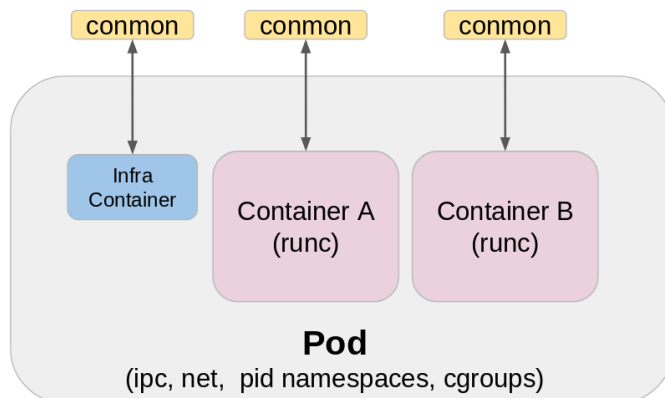 conmon
conmon
conmon
Infra
Container
Container A
(runc)
Container B
(runc)
Pod
(ipc, net, pid namespaces, cgroups)